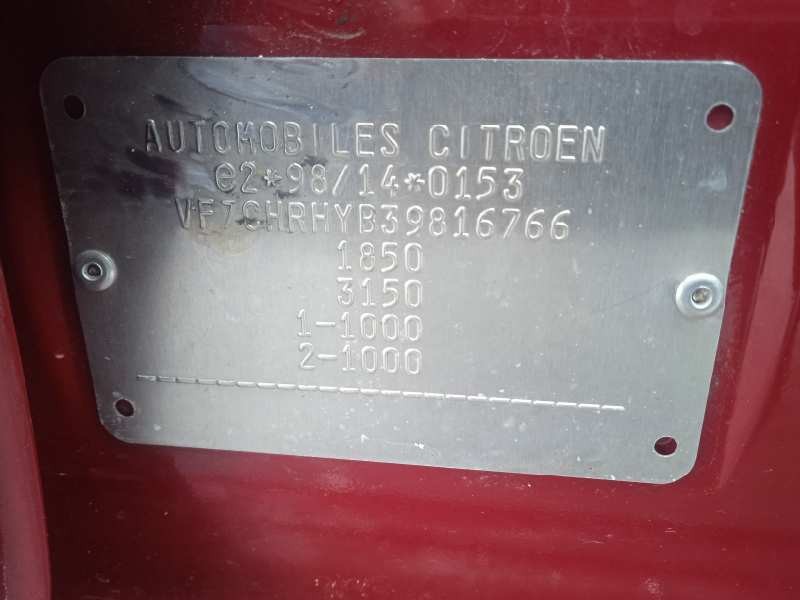 AUTOMOBILES CITROEN
e2*98/14*0153
VF7CHRHYB39816766
1850
3150
1-1000
2-1000